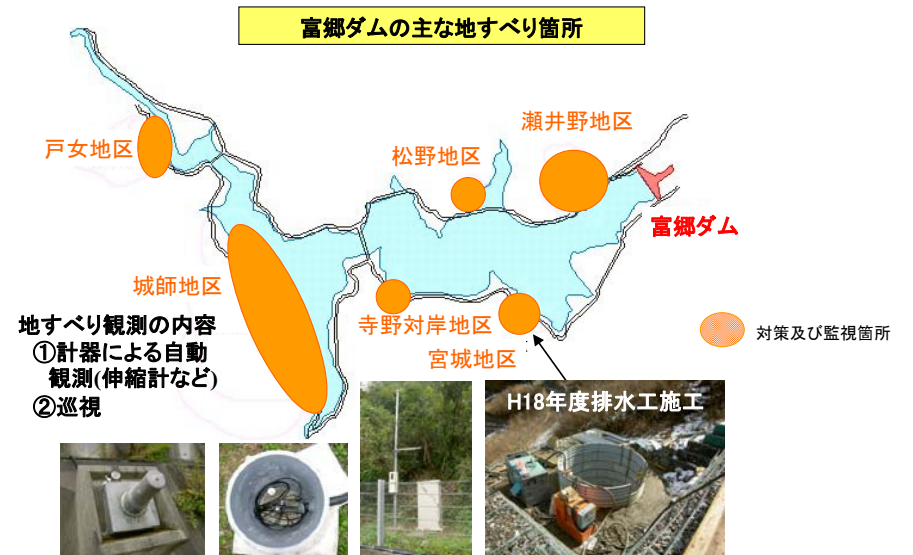 富郷ダムの主な地すべり箇所
瀬井野地区
松野地区
戸女地区
富郷ダム
城師地区
寺野対岸地区
宮城地区
対策及び監視箇所
地すべり観測の内容
①計器による自動
観測(伸縮計など)
②巡視
H18年度排水工施工